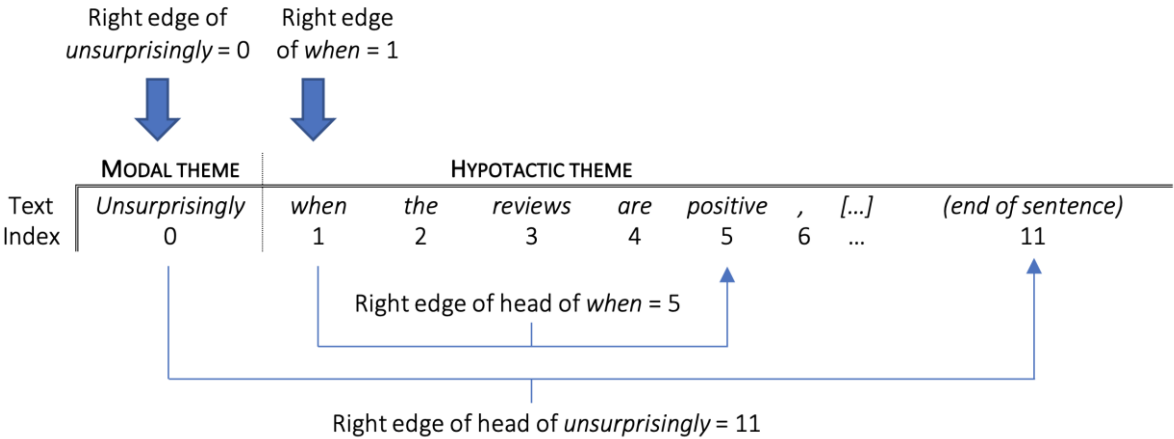 Right edge of Right edge
unsurprisingly = 0 of when = 1
MODAL THEME HYPOTACTIC THEME
Text Unsurprisingly when the reviews are positive , [...] (end of sentence)
Index 0 1 2 3 4 5 6 ... 11
Right edge of head of when = 5
Right edge of head of unsurprisingly = 11